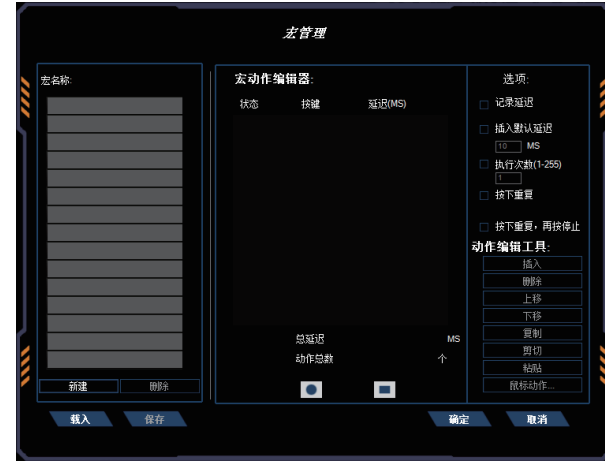 宏管理
宏名称:
新建 删除
载入 保存
宏动作编辑器:
状态 按键 延迟(MS)
总延迟 MS
动作总数 个
选项:
记录延迟
插入默认延迟
10 MS
执行次数(1-255)
1
按下重复
按下重复，再按停止
动作编辑工具:
插入
删除
上移
下移
复制
剪切
粘贴
鼠标动作...
确定 取消